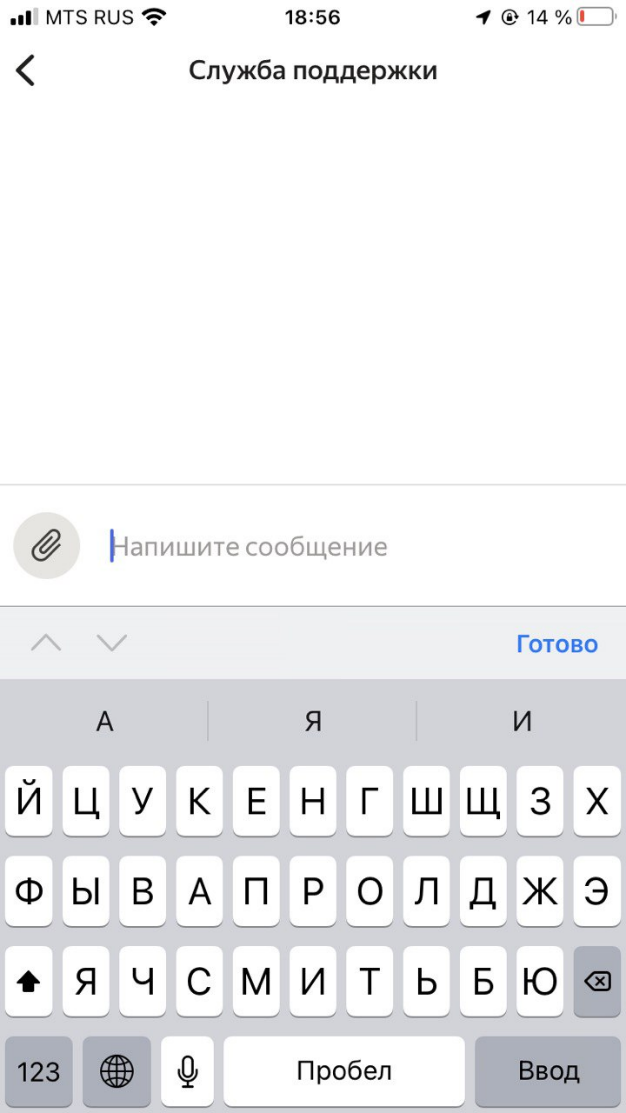 MTS RUS 18:56 14 %
Служба поддержки
Напишите сообщение
Готово
А Я И
Й Ц У К Е Н Г Ш Щ З Х
Ф Ы В А П Р О Л Д Ж Э
Я Ч С М И Т Ь Б Ю
123 Пробел Ввод